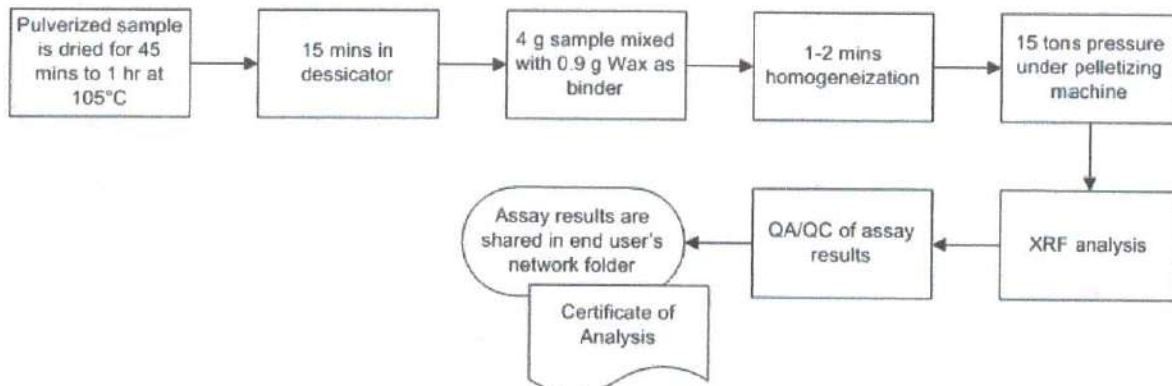 Pulverized sample
is dried for 45
mins to 1 hr at
105°C
15 mins in
dessicator
4 g sample mixed
with 0.9 g Wax as
binder
1-2 mins
homogeneization
15 tons pressure
under pelletizing
machine
XRF analysis
QA/QC of assay
results
Assay results are
shared in end user's
network folder
Certificate of
Analysis